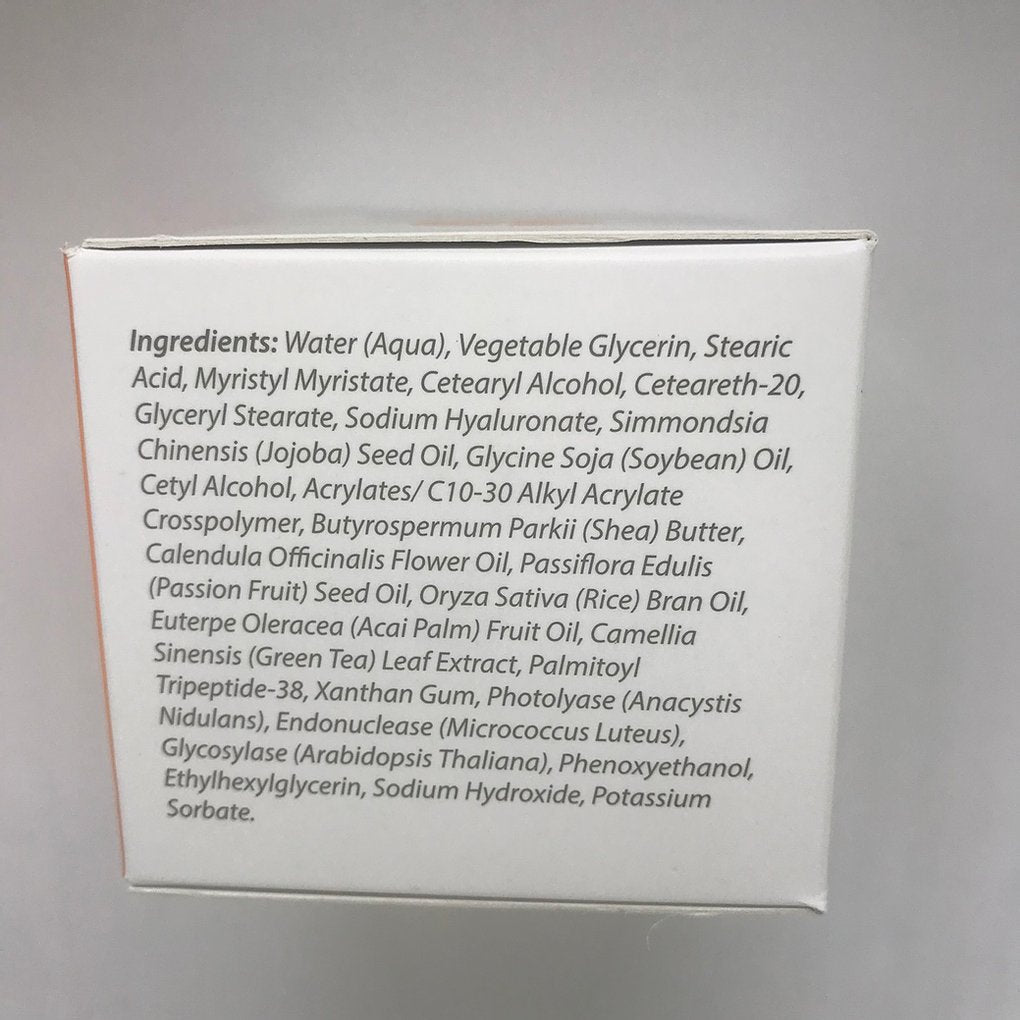 Ingredients: Water (Aqua), Vegetable Glycerin, Stearic
Acid, Myristyl Myristate, Cetearyl Alcohol, Ceteareth-20,
Glyceryl Stearate, Sodium Hyaluronate, Simmondsia
Chinensis (Jojoba) Seed Oil, Glycine Soja (Soybean) Oil,
Cetyl Alcohol, Acrylates/ C10-30 Alkyl Acrylate
Crosspolymer, Butyrospermum Parkii (Shea) Butter,
Calendula Officinalis Flower Oil, Passiflora Edulis
(Passion Fruit) Seed Oil, Oryza Sativa (Rice) Bran Oil,
Euterpe Oleracea (Acai Palm) Fruit Oil, Camellia
Sinensis (Green Tea) Leaf Extract, Palmitoyl
Tripeptide-38, Xanthan Gum, Photolyase (Anacystis
Nidulans), Endonuclease (Micrococcus Luteus),
Glycosylase (Arabidopsis Thaliana), Phenoxyethanol,
Ethylhexylglycerin, Sodium Hydroxide, Potassium
Sorbate.